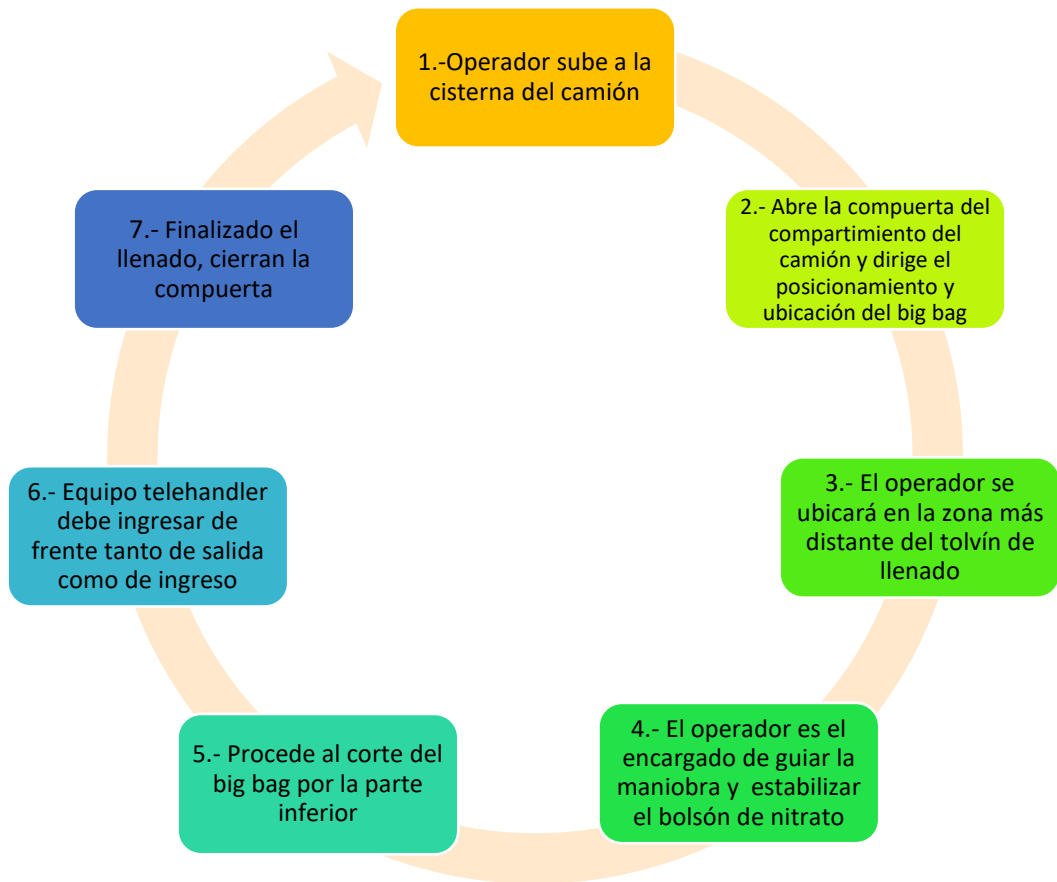 1.-Operador sube a la
cisterna del camión
2.- Abre la compuerta del
compartimiento del
camión y dirige el
posicionamiento y
ubicación del big bag
3.- El operador se
ubicará en la zona más
distante del tolvín de
llenado
4.- El operador es el
encargado de guiar la
maniobra y estabilizar
el bolsón de nitrato
5.- Procede al corte del
big bag por la parte
inferior
6.- Equipo telehandler
debe ingresar de
frente tanto de salida
como de ingreso
7.- Finalizado el
llenado, cierran la
compuerta